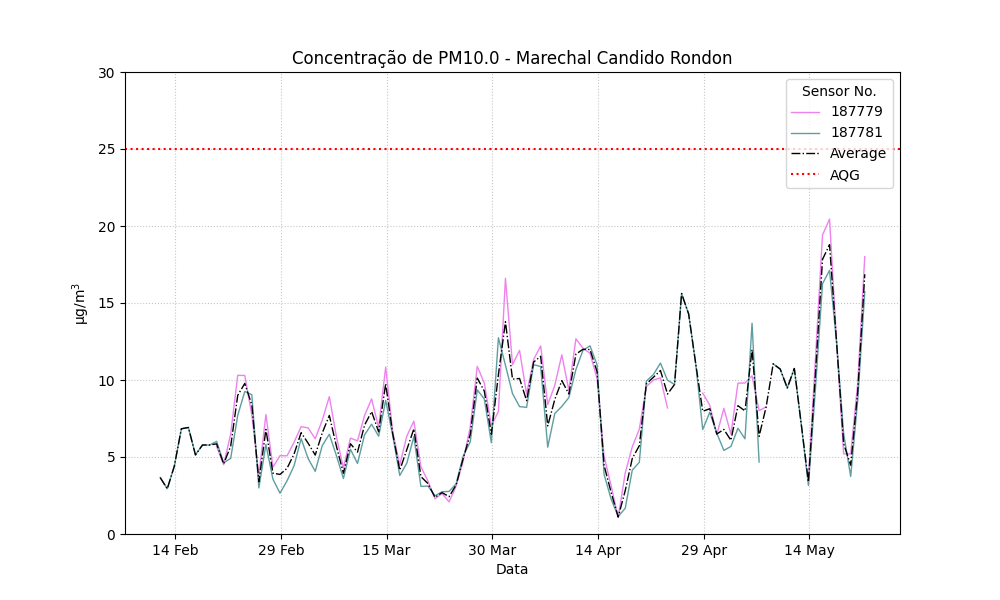 Concentração de PM10.0 - Marechal Candido Rondon
30
25
20
15
10
5
0
µg/m³
Sensor No.
187779
187781
Average
AQG
14 Feb
29 Feb
15 Mar
30 Mar
14 Apr
29 Apr
14 May
Data